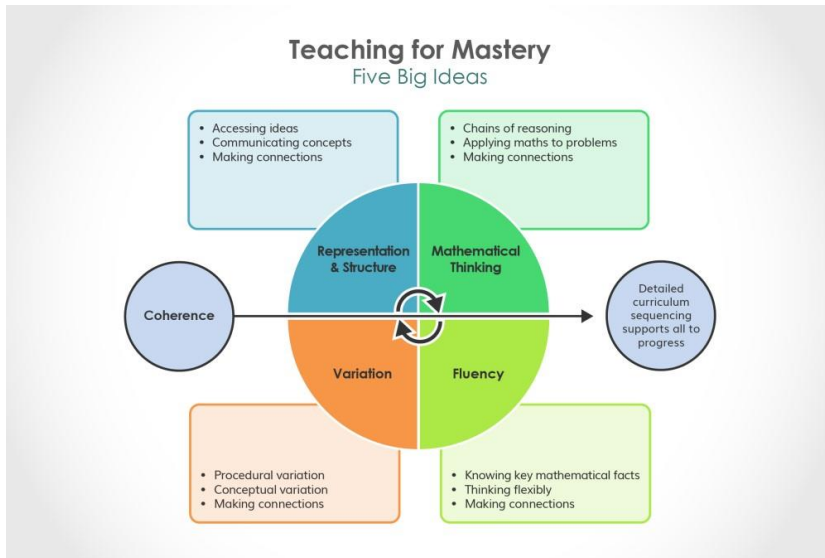 Teaching for Mastery
Five Big Ideas
• Accessing ideas
• Communicating concepts
• Making connections
• Chains of reasoning
• Applying maths to problems
• Making connections
Representation
& Structure
Mathematical
Thinking
Coherence
Detailed
curriculum
sequencing
supports all to
progress
Variation
Fluency
• Procedural variation
• Conceptual variation
• Making connections
• Knowing key mathematical facts
• Thinking flexibly
• Making connections